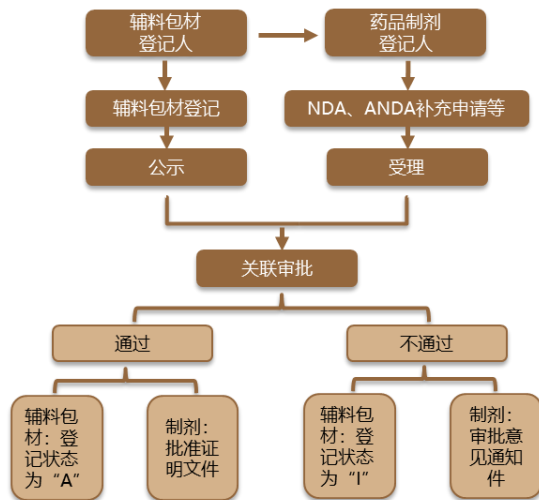 辅料包材
登记人
药品制剂
登记人
辅料包材登记
NDA、ANDA补充申请等
公示
受理
关联审批
通过
不通过
辅料包
材：登
记状态
为“A”
制剂：
批准证
明文件
辅料包
材：登
记状态
为“I”
制剂：
审批意
见通知
件